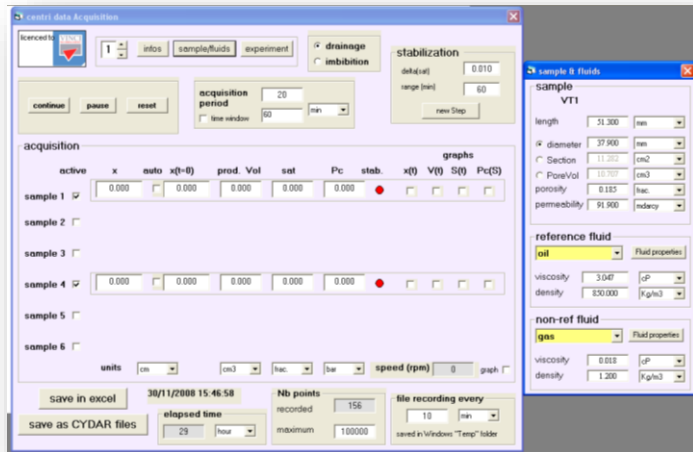 centri data Acquisition
licenced to
VINCI
1
infos
sample/fluids
experiment
drainage
imbibition
stabilization
delta(sat) 0.010
range (min) 60
new Step
continue
pause
reset
acquisition period 20
time window 60 min
acquisition
graphs
active x auto x(t=0) prod. Vol sat Pc stab. x(t) V(t) S(t) Pc(S)
sample 1 0.000 0.000 0.000 0.000 0.000
sample 2
sample 3
sample 4 0.000 0.000 0.000 0.000 0.000
sample 5
sample 6
units cm cm3 frac. bar speed (rpm) 0 graph
save in excel
30/11/2008 15:46:58
save as CYDAR files
elapsed time
29 hour
Nb points
recorded 156
maximum 100000
file recording every
10 min
saved in Windows "Temp" folder
sample & fluids
sample
VT1
length 51.300 mm
diameter 37.900 mm
Section 11.282 cm2
PoreVol 10.707 cm3
porosity 0.185 frac.
permeability 91.900 mdarcy
reference fluid
oil Fluid properties
viscosity 3.047 cP
density 850.000 Kg/m3
non-ref fluid
gas Fluid properties
viscosity 0.018 cP
density 1.200 Kg/m3